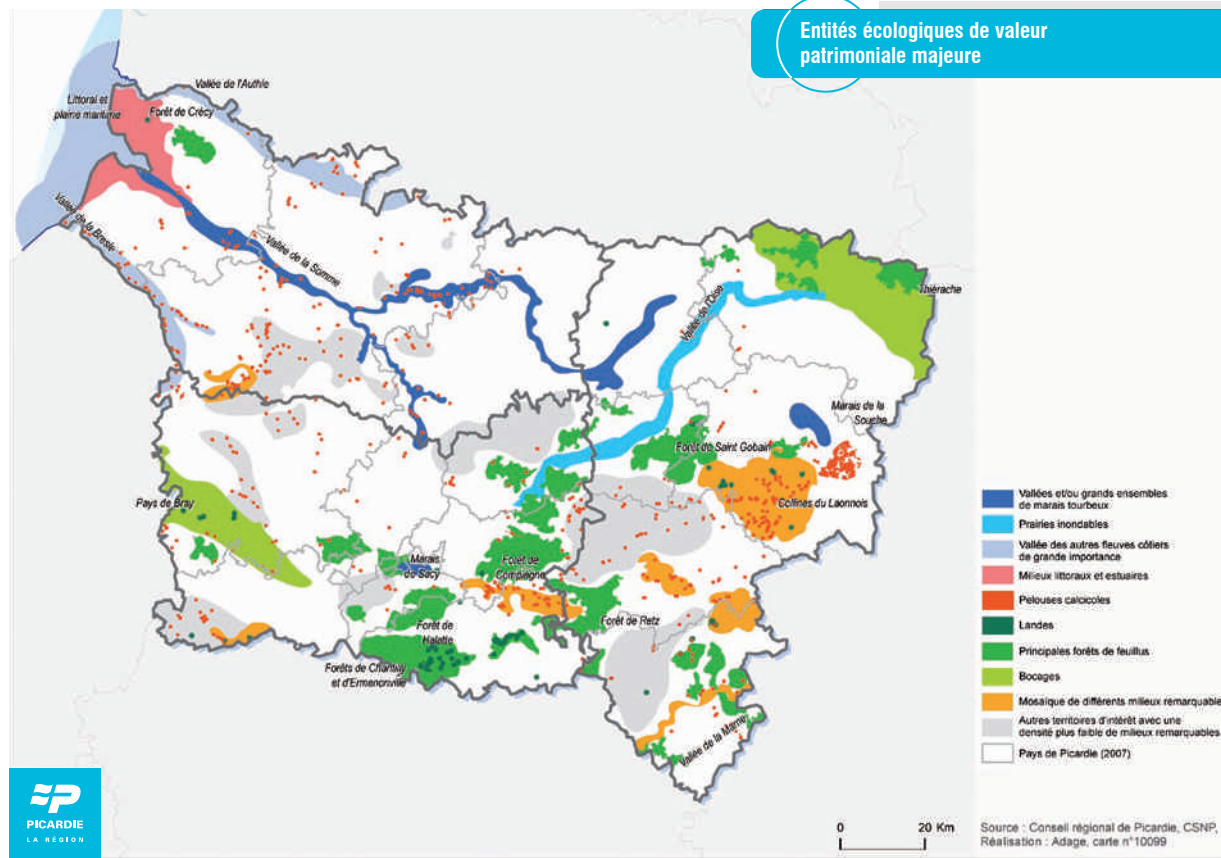 Entités écologiques de valeur
patrimoniale majeure
Vallée de l'Authie
Littoral et
plaine maritime
Forêt de Crécy
Vallée de la Bresle
Vallée de la Somme
Vallée de l'Oise
Thiérache
Marais de la
Souche
Forêt de Saint Gobain
Pays de Bray
Collines du Laonnois
Marais
de Sacy
Forêt de
Compiègne
Forêt de
Halatte
Forêt de Retz
Forêts de Chantilly
et d'Ermenonville
Vallée de la Marne
Vallées et/ou grands ensembles
de marais tourbeux
Prairies inondables
Vallée des autres fleuves côtiers
de grande importance
Milieux littoraux et estuaires
Pelouses calcicoles
Landes
Principales forêts de feuillus
Bocages
Mosaïque de différents milieux remarquable
Autres territoires d'intérêt avec une
densité plus faible de milieux remarquables
Pays de Picardie (2007)
PICARDIE
LA RÉGION
0 20 Km
Source : Conseil régional de Picardie, CSNP,
Réalisation : Adage, carte n°10099